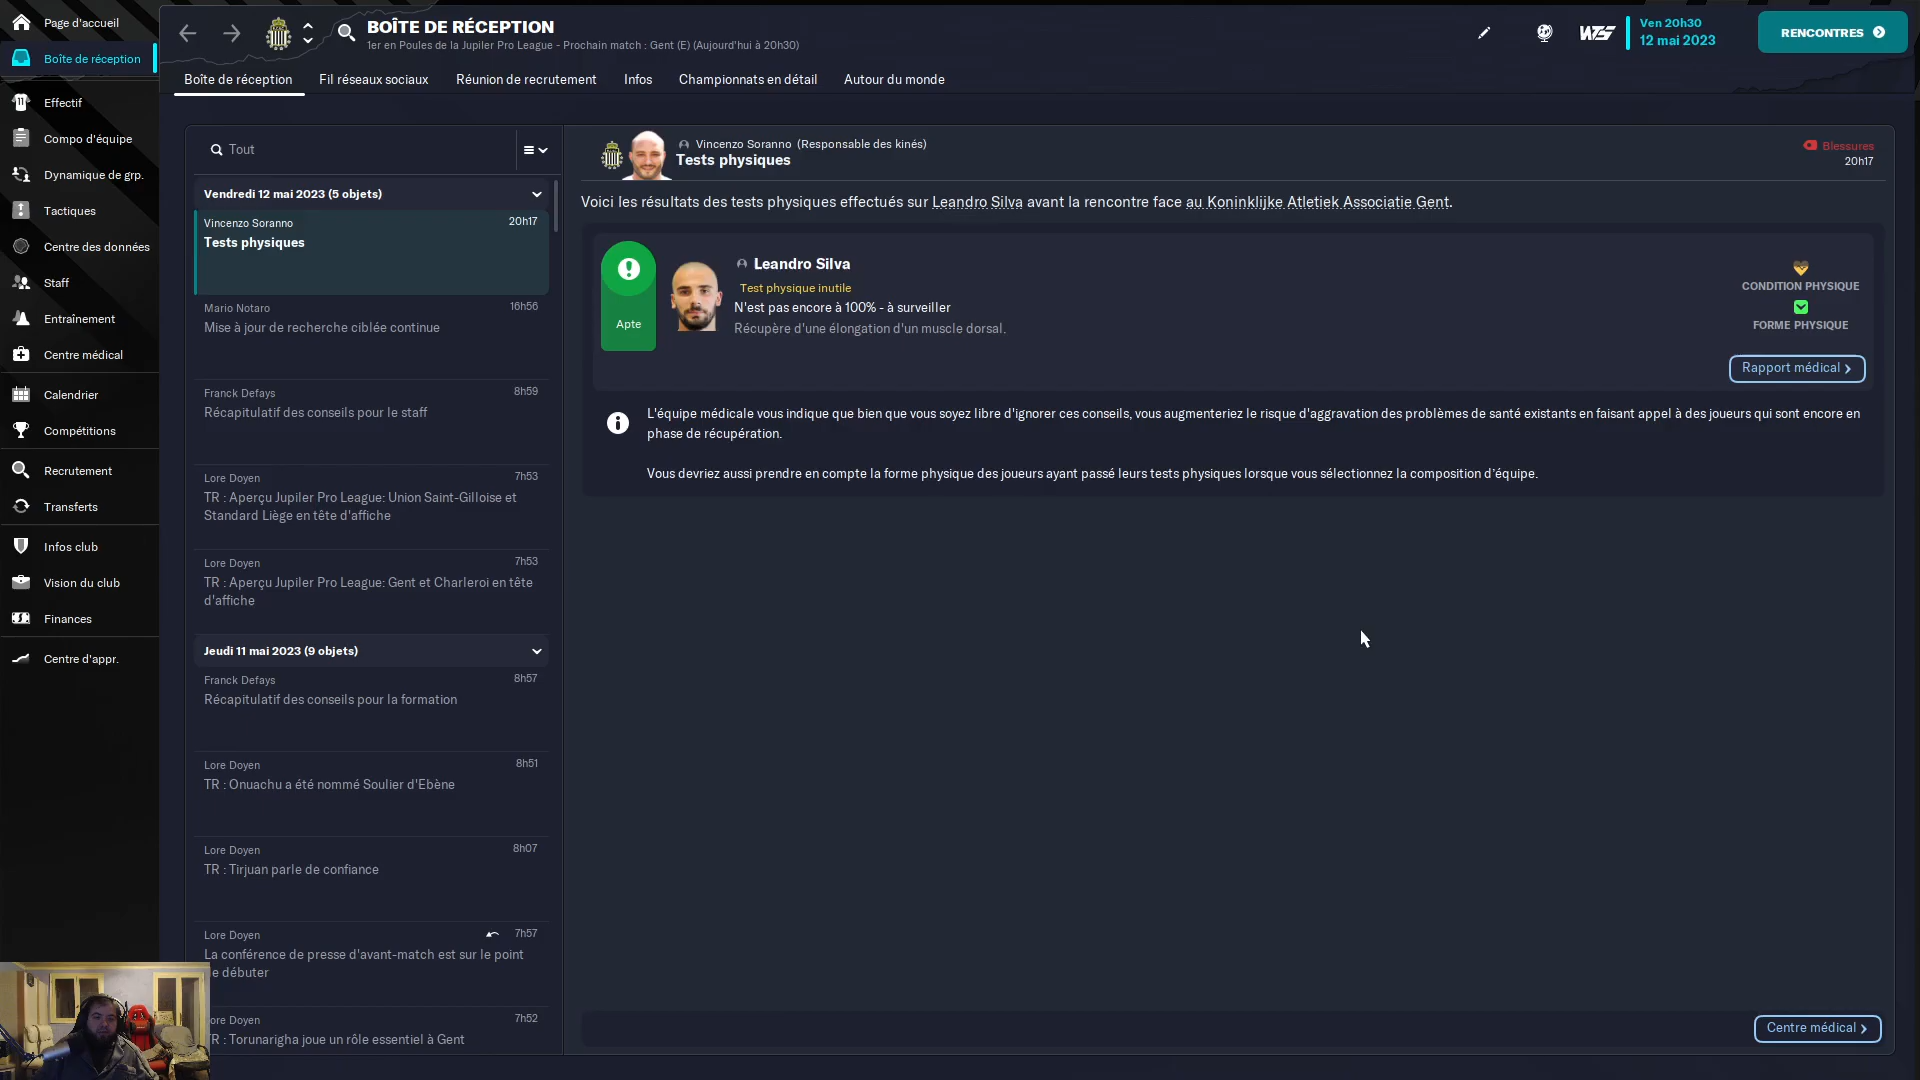 Page d'accueil
Boîte de réception
Effectif
Compo d'équipe
Dynamique de grp.
Tactiques
Centre des données
Staff
Entraînement
Centre médical
Calendrier
Compétitions
Recrutement
Transferts
Infos club
Vision du club
Finances
Centre d'appr.
BOÎTE DE RÉCEPTION
1er en Poules de la Jupiler Pro League - Prochain match : Gent (E) (Aujourd'hui à 20h30)
Ven 20h30
12 mai 2023
RENCONTRES
Boîte de réception
Fil réseaux sociaux
Réunion de recrutement
Infos
Championnats en détail
Autour du monde
Tout
Vendredi 12 mai 2023 (5 objets)
Vincenzo Soranno 20h17
Tests physiques
Mario Notaro 16h56
Mise à jour de recherche ciblée continue
Franck Defays 8h59
Récapitulatif des conseils pour le staff
Lore Doyen 7h53
TR : Aperçu Jupiler Pro League: Union Saint-Gilloise et
Standard Liège en tête d'affiche
Lore Doyen 7h53
TR : Aperçu Jupiler Pro League: Gent et Charleroi en tête
d'affiche
Jeudi 11 mai 2023 (9 objets)
Franck Defays 8h57
Récapitulatif des conseils pour la formation
Lore Doyen 8h51
TR : Onuachu a été nommé Soulier d'Ebène
Lore Doyen 8h07
TR : Tirjuan parle de confiance
Lore Doyen 7h57
La conférence de presse d'avant-match est sur le point
e débuter
ore Doyen 7h52
R : Torunarigha joue un rôle essentiel à Gent
Vincenzo Soranno (Responsable des kinés)
Tests physiques
Blessures
20h17
Voici les résultats des tests physiques effectués sur Leandro Silva avant la rencontre face au Koninklijke Atletiek Associatie Gent.
Apte
Leandro Silva
Test physique inutile
N'est pas encore à 100% - à surveiller
Récupère d'une élongation d'un muscle dorsal.
CONDITION PHYSIQUE
FORME PHYSIQUE
Rapport médical
L'équipe médicale vous indique que bien que vous soyez libre d'ignorer ces conseils, vous augmenteriez le risque d'aggravation des problèmes de santé existants en faisant appel à des joueurs qui sont encore en
phase de récupération.
Vous devriez aussi prendre en compte la forme physique des joueurs ayant passé leurs tests physiques lorsque vous sélectionnez la composition d'équipe.
Centre médical